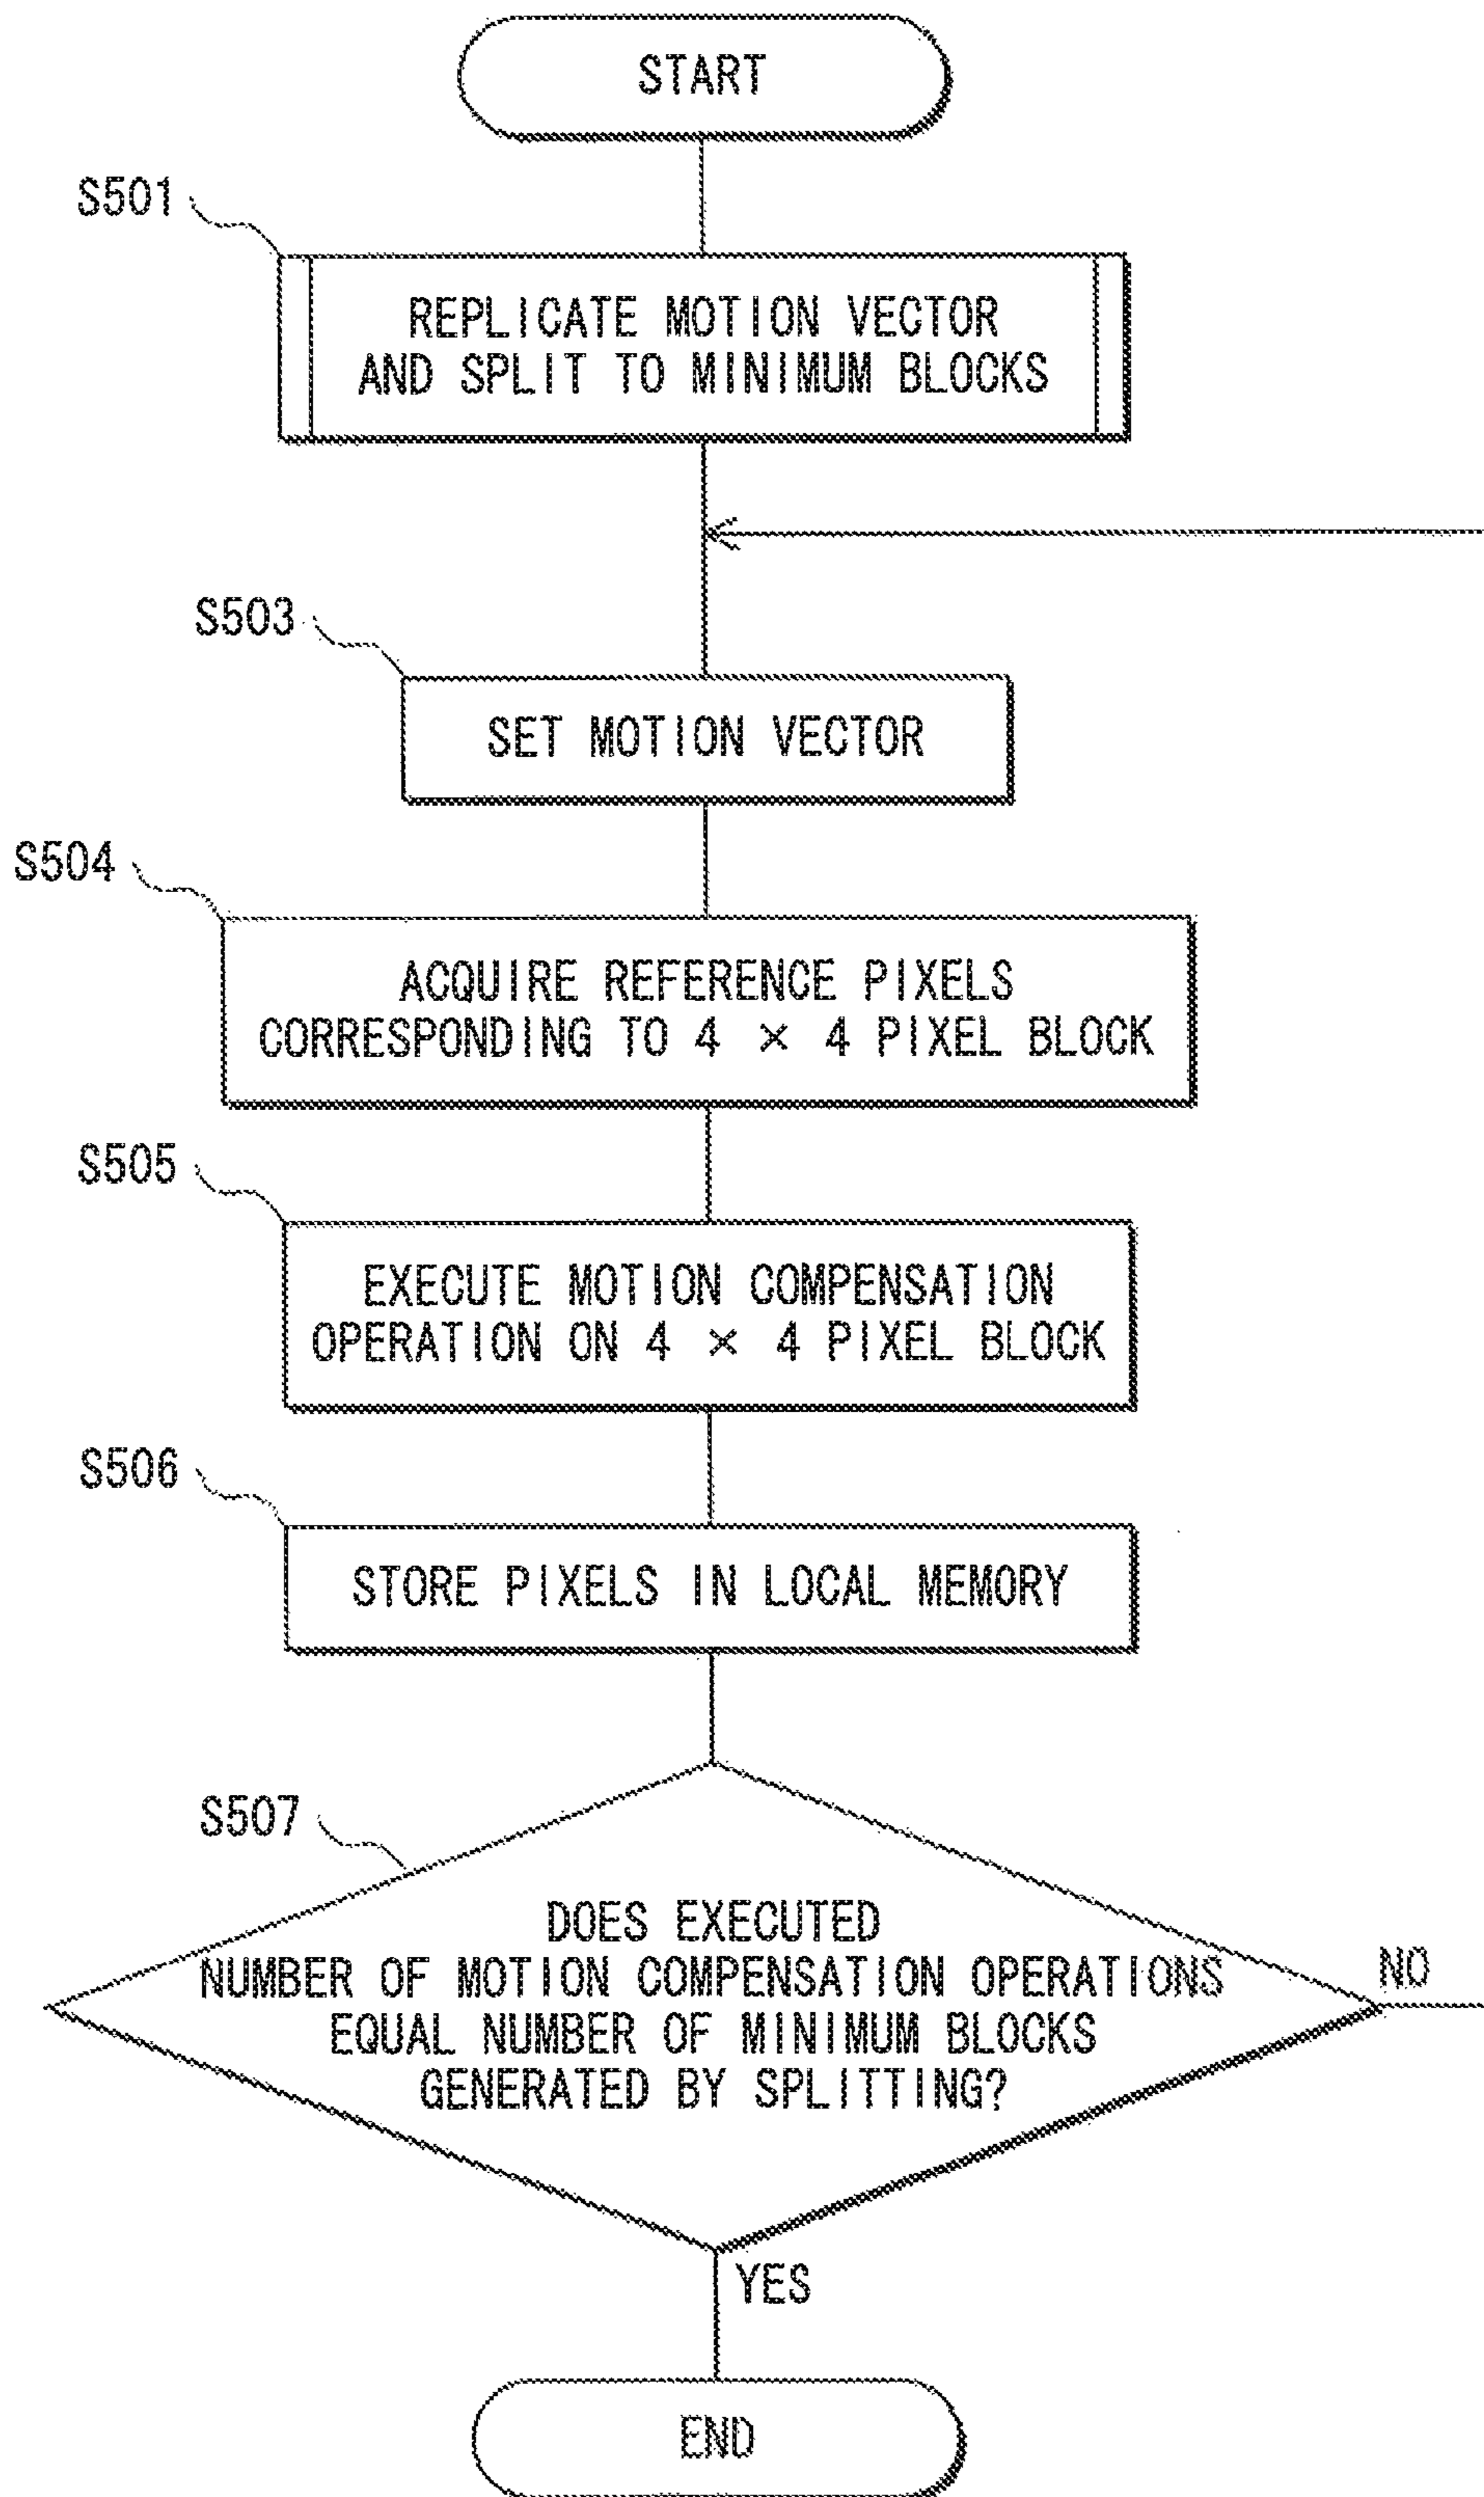 START
S501
REPLICATE MOTION VECTOR
AND SPLIT TO MINIMUM BLOCKS
S503
SET MOTION VECTOR
S504
ACQUIRE REFERENCE PIXELS
CORRESPONDING TO 4 × 4 PIXEL BLOCK
S505
EXECUTE MOTION COMPENSATION
OPERATION ON 4 × 4 PIXEL BLOCK
S506
STORE PIXELS IN LOCAL MEMORY
S507
DOES EXECUTED
NUMBER OF MOTION COMPENSATION OPERATIONS
EQUAL NUMBER OF MINIMUM BLOCKS
GENERATED BY SPLITTING?
NO
YES
END